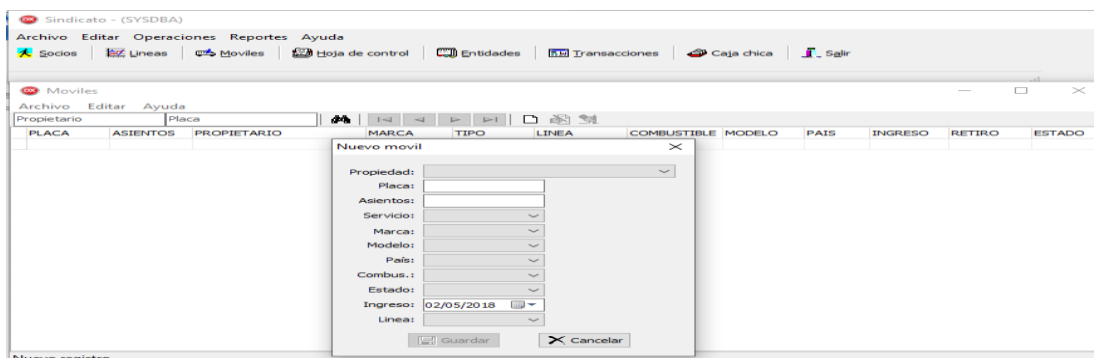 Sindicato - (SYSDBA)
Archivo Editar Operaciones Reportes Ayuda
Socios Lineas Moviles Hoja de control Entidades Transacciones Caja chica Salir
Moviles
Archivo Editar Ayuda
Propietario Placa
PLACA ASIENTOS PROPIETARIO MARCA TIPO LINEA COMBUSTIBLE MODELO PAIS INGRESO RETIRO ESTADO
Nuevo movil
Propiedad:
Placa:
Asientos:
Servicio:
Marca:
Modelo:
País:
Combus.:
Estado:
Ingreso: 02/05/2018
Linea:
Guardar Cancelar
Nuevo registro